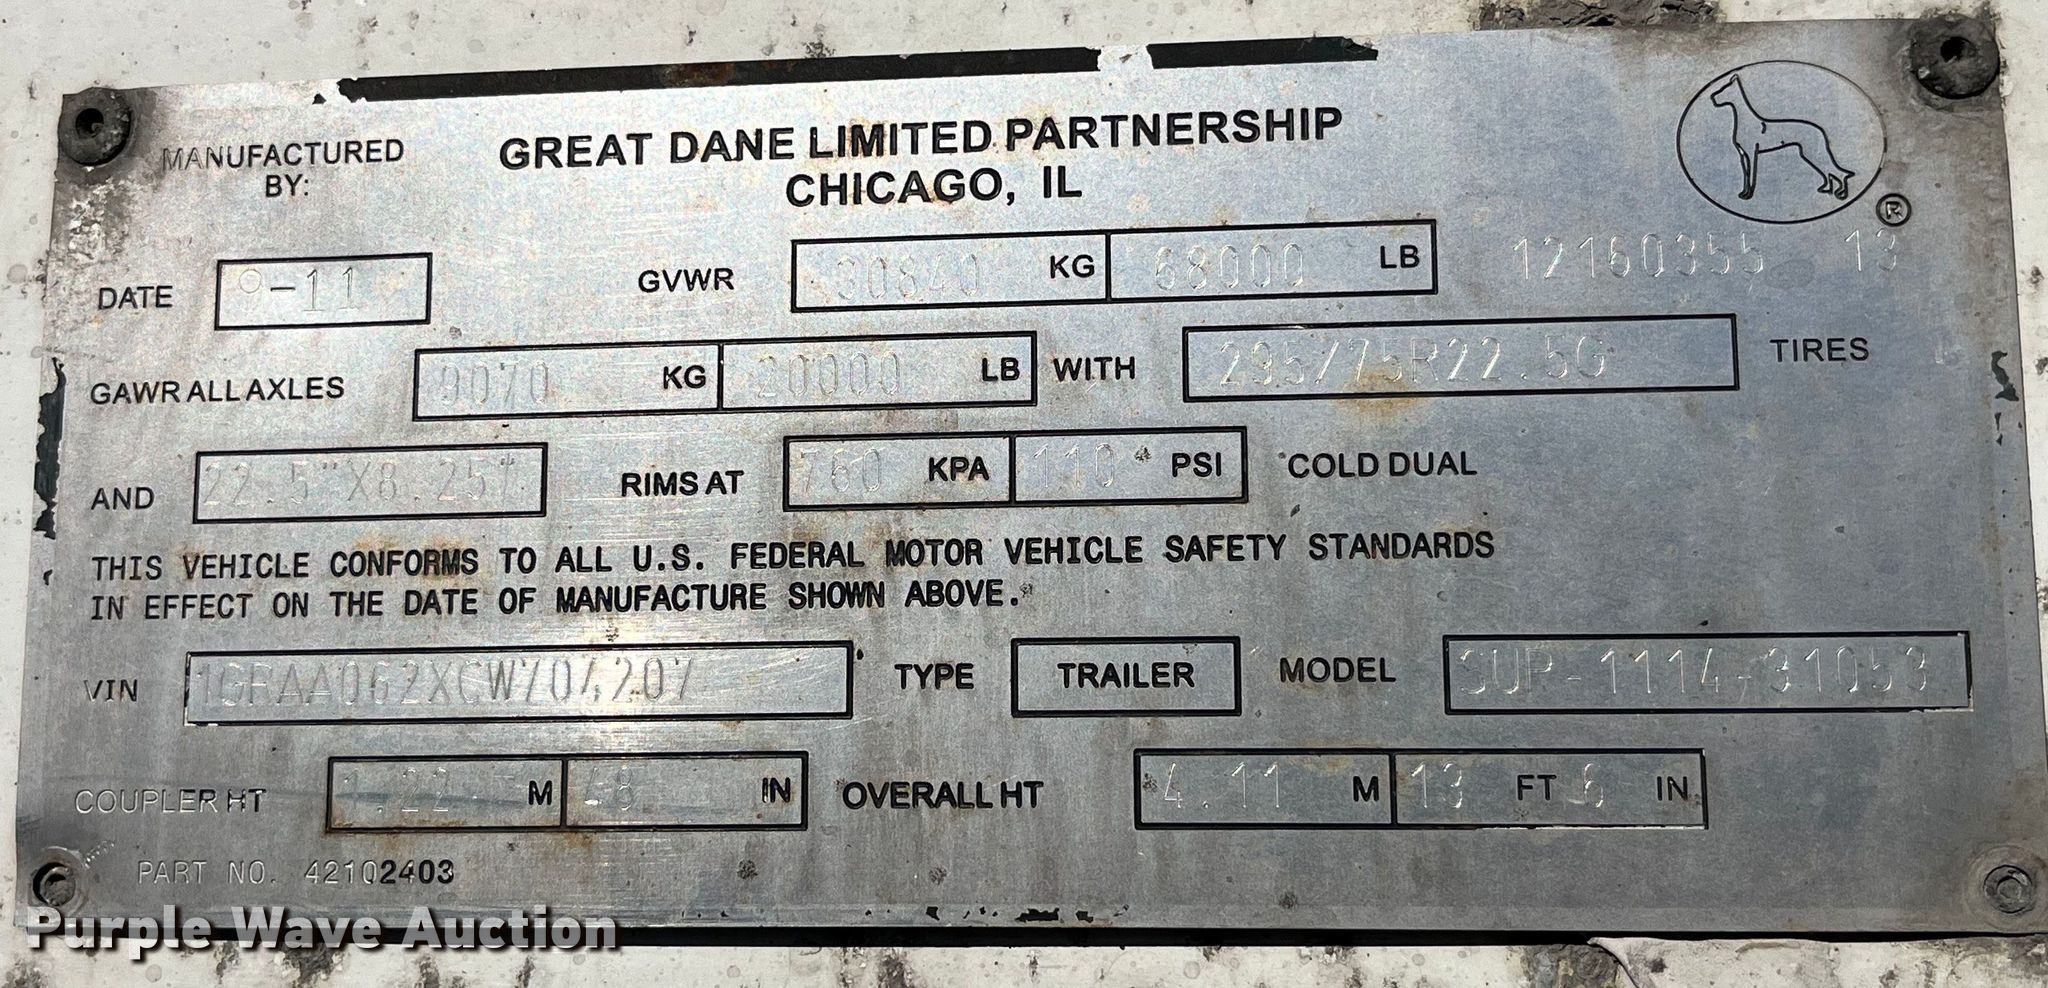 MANUFACTURED BY:
GREAT DANE LIMITED PARTNERSHIP
CHICAGO, IL
®
DATE 9-11 GVWR 30840 KG 68000 LB 12160355 13
GAWR ALL AXLES 9070 KG 20000 LB WITH 295/75R22.5G TIRES
AND 22.5"X8.25" RIMS AT 760 KPA 110 PSI COLD DUAL
THIS VEHICLE CONFORMS TO ALL U.S. FEDERAL MOTOR VEHICLE SAFETY STANDARDS
IN EFFECT ON THE DATE OF MANUFACTURE SHOWN ABOVE.
VIN 1GRAA062XCW704207 TYPE TRAILER MODEL SUP-1114-31053
COUPLER HT 1.22 M 48 IN OVERALL HT 4.11 M 13 FT 6 IN
PART NO. 42102403
Purple Wave Auction